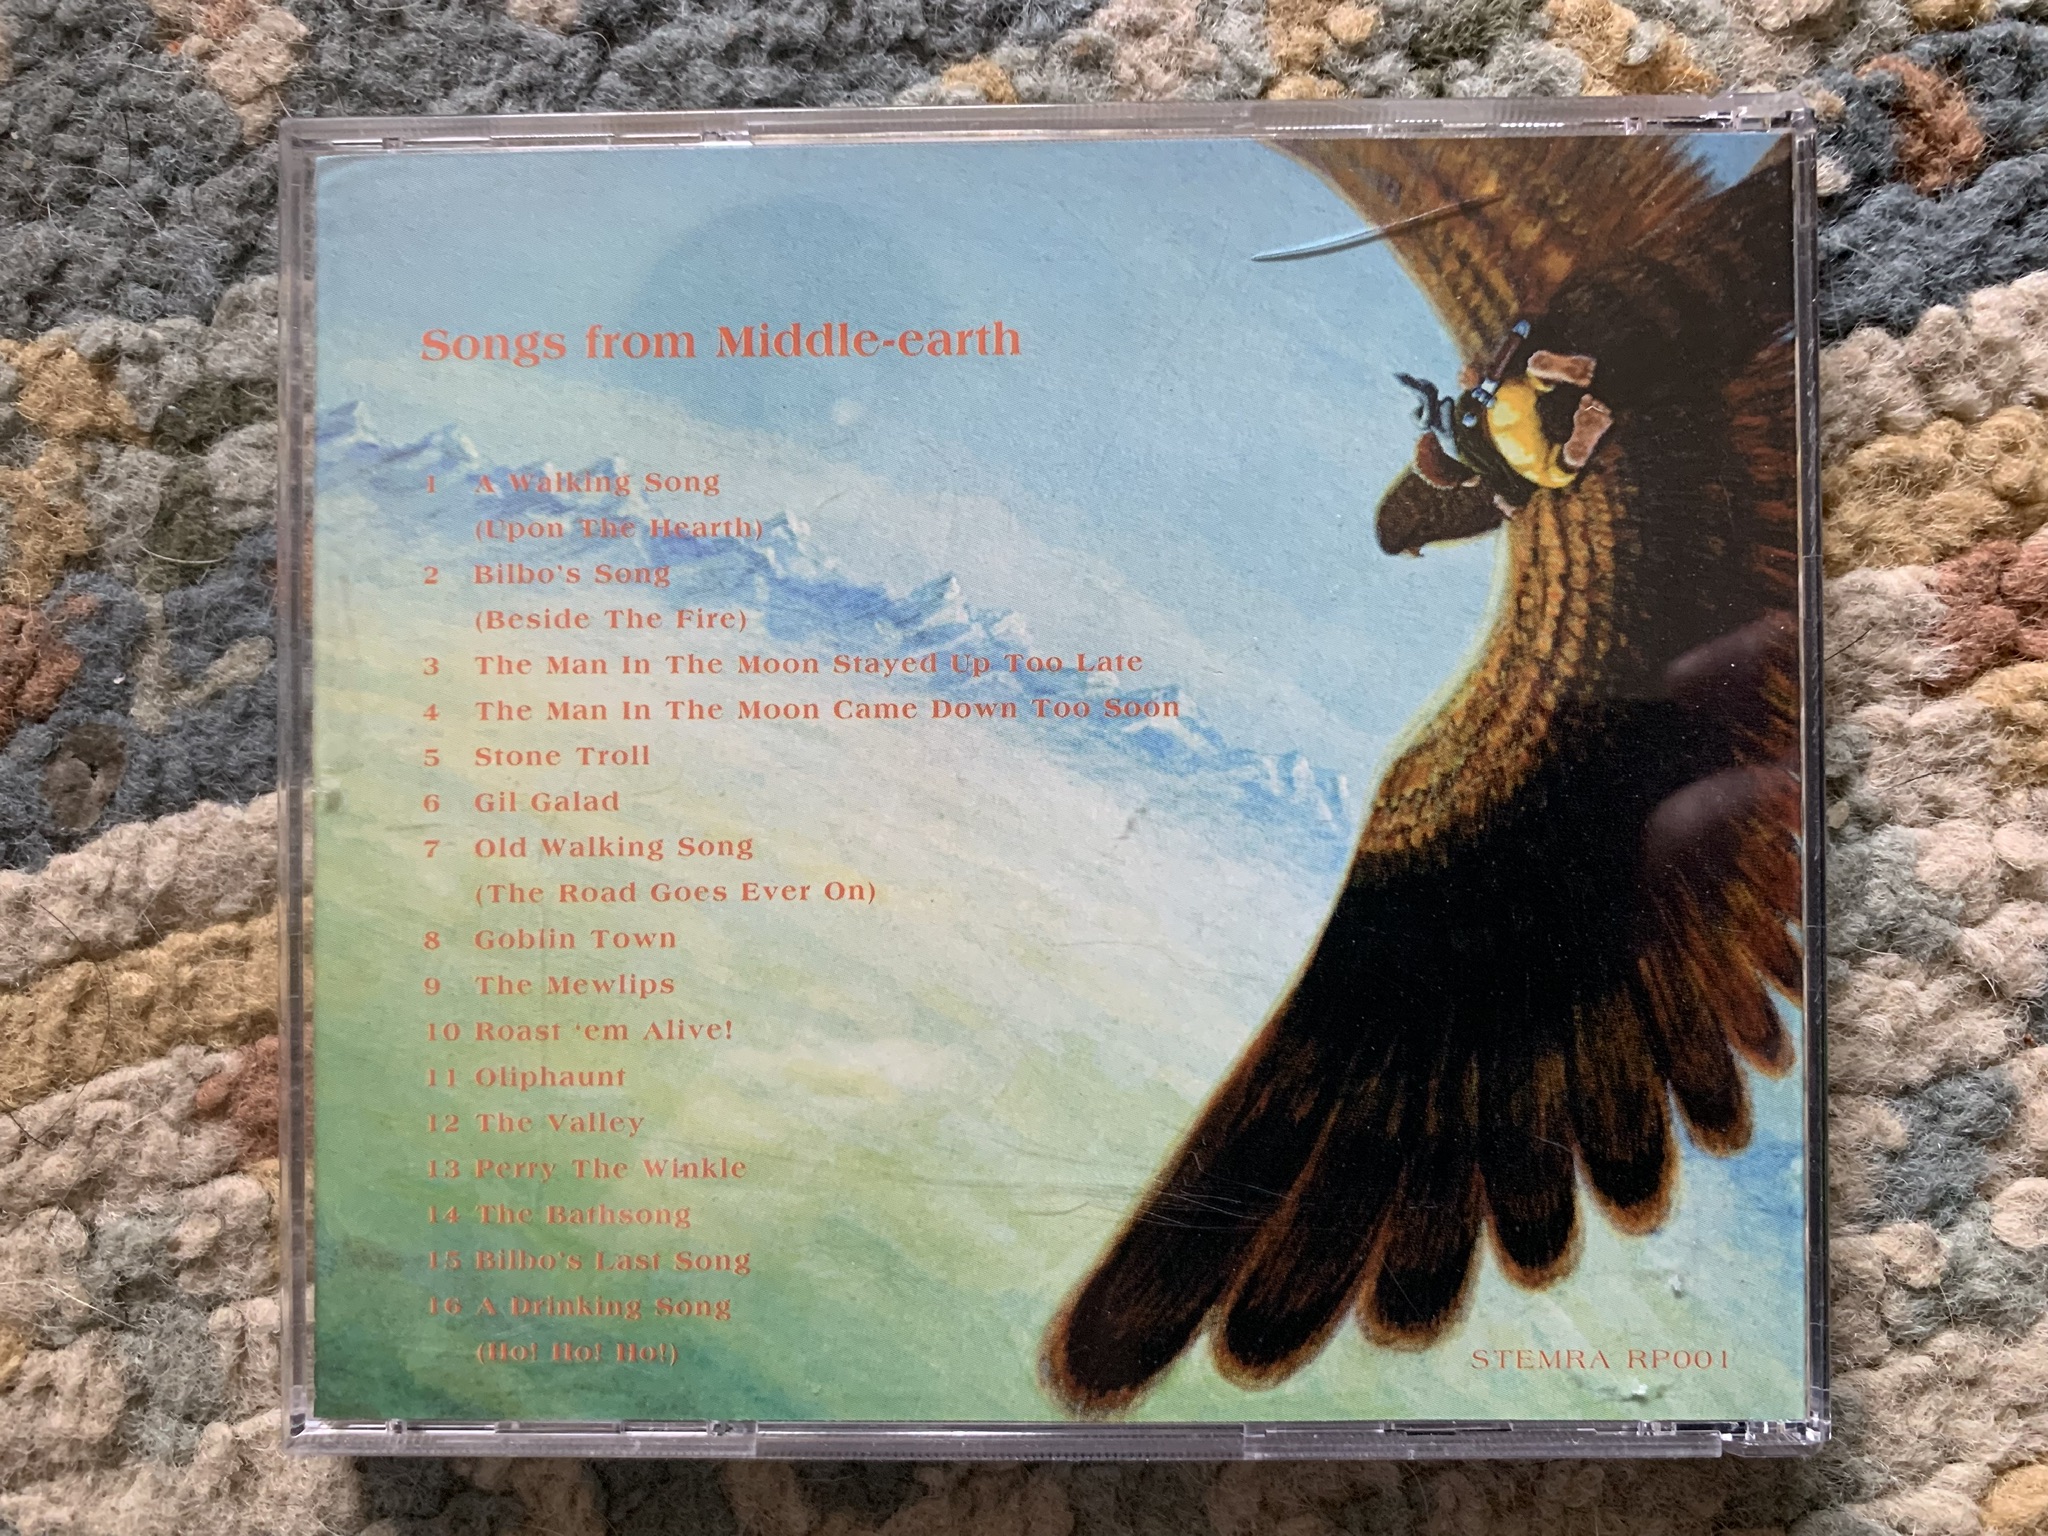 Songs from Middle-earth
1 A Walking Song
(Upon The Hearth)
2 Bilbo's Song
(Beside The Fire)
3 The Man In The Moon Stayed Up Too Late
4 The Man In The Moon Came Down Too Soon
5 Stone Troll
6 Gil Galad
7 Old Walking Song
(The Road Goes Ever On)
8 Goblin Town
9 The Mewlips
10 Roast ‘em Alive!
11 Oliphaunt
12 The Valley
13 Perry The Winkle
14 The Bathsong
15 Bilbo's Last Song
16 A Drinking Song
(Ho! Ho! Ho!)
STEMRA RP001